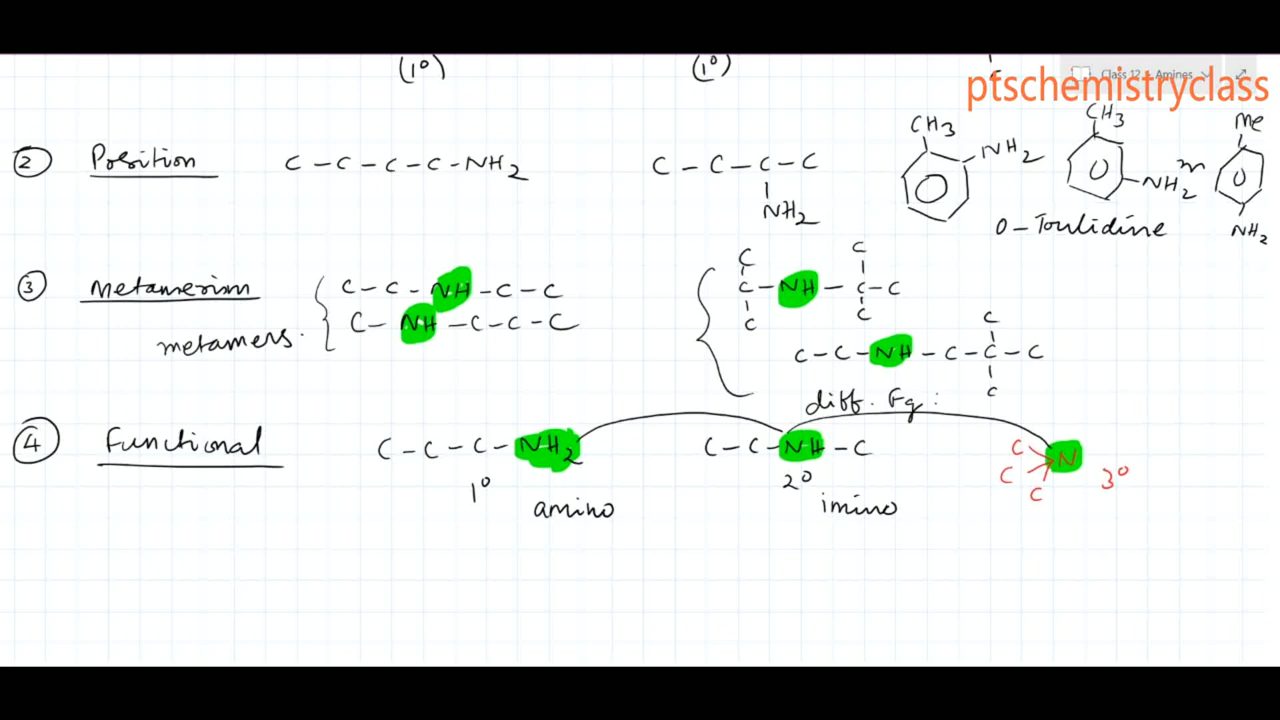 (1°) (1°)
Class 12 - Amines
ptschemistryclass
② Position C-C-C-C-NH2 C-C-C-C
NH2
CH3 NH2 CH3 NH2 m Me NH2
O-Toulidine
③ Metamerism C-C-NH-C-C
metamers. C-NH-C-C-C
C C
C-NH-C-C
C C
C
C-C-NH-C-C-C
C
diff. Fg:
④ Functional C-C-C-NH2 C-C-NH-C C C C N
1° 2° 3°
amino imino